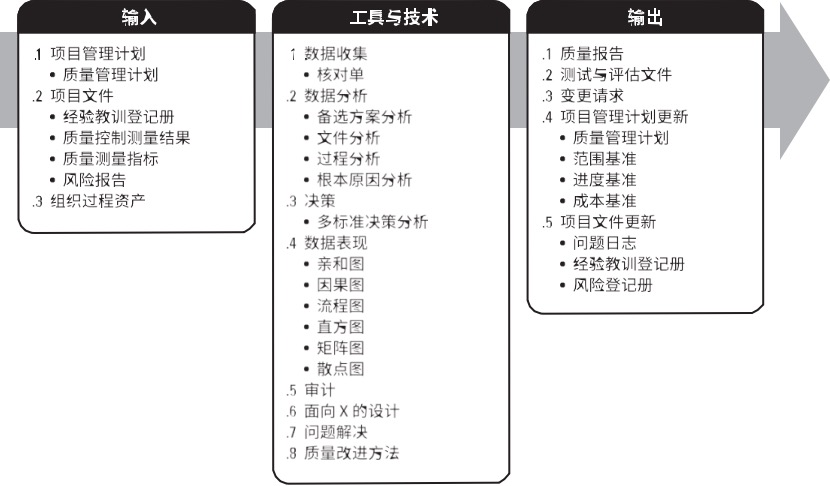 输入
.1 项目管理计划
• 质量管理计划
.2 项目文件
• 经验教训登记册
• 质量控制测量结果
• 质量测量指标
• 风险报告
.3 组织过程资产
工具与技术
.1 数据收集
• 核对单
.2 数据分析
• 备选方案分析
• 文件分析
• 过程分析
• 根本原因分析
.3 决策
• 多标准决策分析
.4 数据表现
• 亲和图
• 因果图
• 流程图
• 直方图
• 矩阵图
• 散点图
.5 审计
.6 面向 X 的设计
.7 问题解决
.8 质量改进方法
输出
.1 质量报告
.2 测试与评估文件
.3 变更请求
.4 项目管理计划更新
• 质量管理计划
• 范围基准
• 进度基准
• 成本基准
.5 项目文件更新
• 问题日志
• 经验教训登记册
• 风险登记册